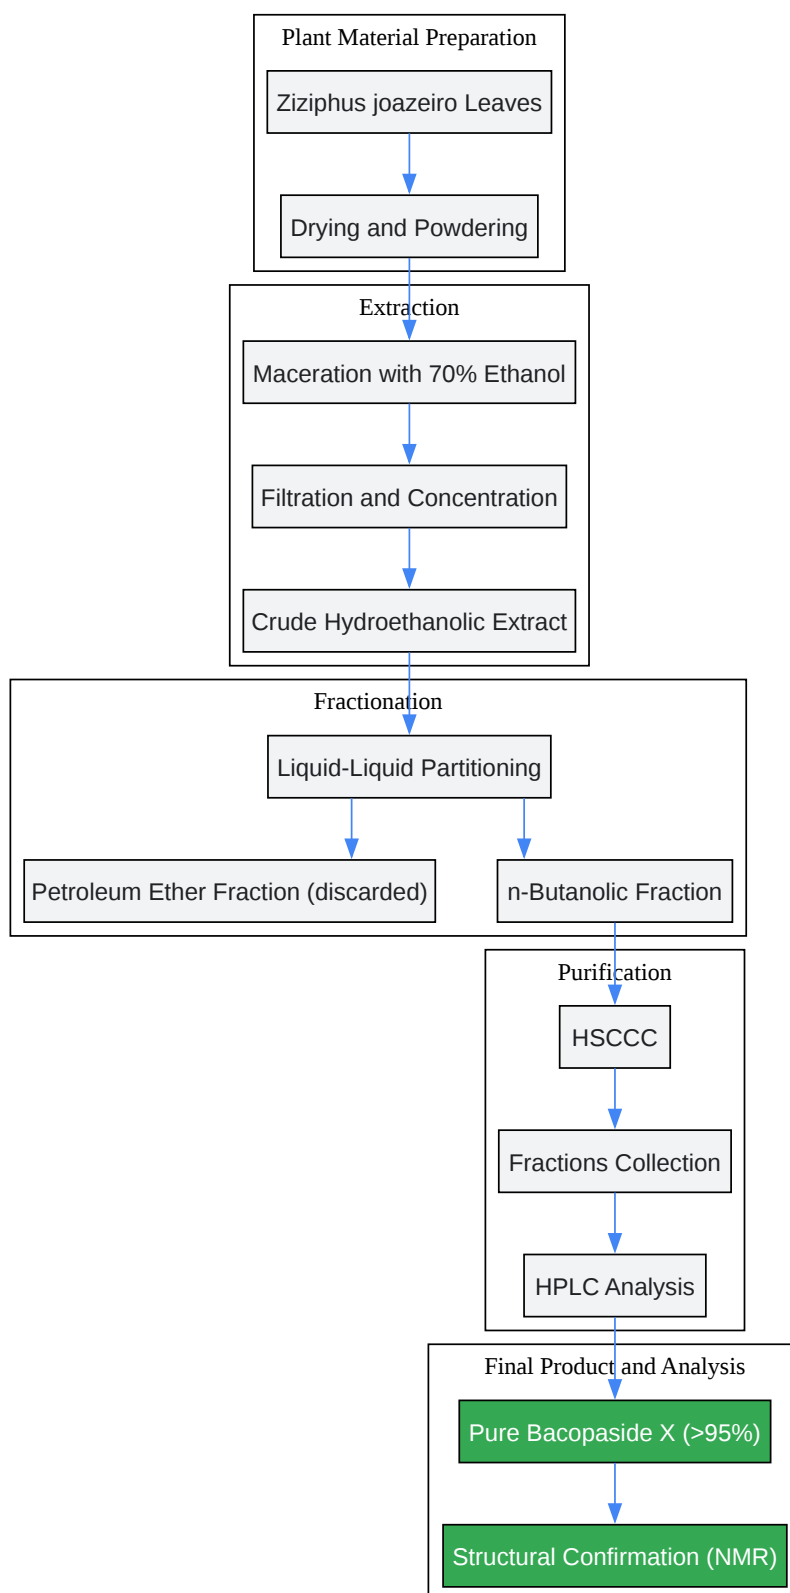 Plant Material Preparation
Ziziphus joazeiro Leaves
Drying and Powdering
Extraction
Maceration with 70% Ethanol
Filtration and Concentration
Crude Hydroethanolic Extract
Fractionation
Liquid-Liquid Partitioning
Petroleum Ether Fraction (discarded)
n-Butanolic Fraction
Purification
HSCCC
Fractions Collection
HPLC Analysis
Final Product and Analysis
Pure Bacopaside X (>95%)
Structural Confirmation (NMR)